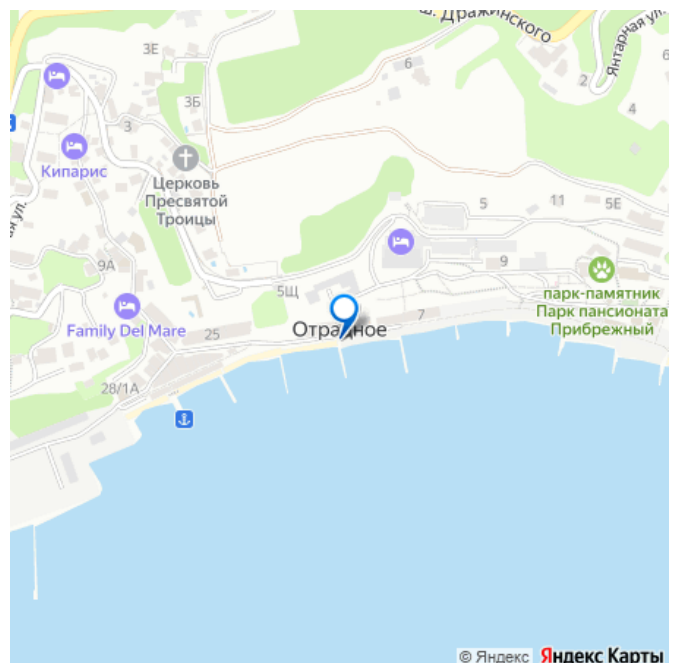 ш. Дражинского
Янтарная ул.
3Е
6
2
4
3Б
3
Кипарис
Церковь
Пресвятой
Троицы
5
11
5Е
9А
9
5Щ
парк-памятник
Парк пансионата
Прибрежный
Family Del Mare
25
Отрадное
7
28/1А
© Яндекс Яндекс Карты